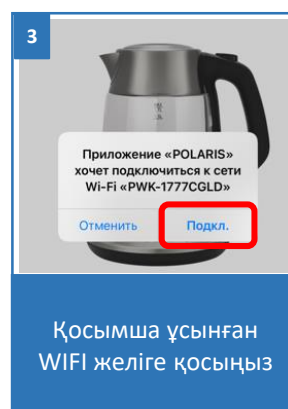 3
Приложение «POLARIS»
хочет подключиться к сети
Wi-Fi «PWK-1777CGLD»
Отменить
Подкл.
Қосымша ұсынған
WIFI желіге қосыңыз